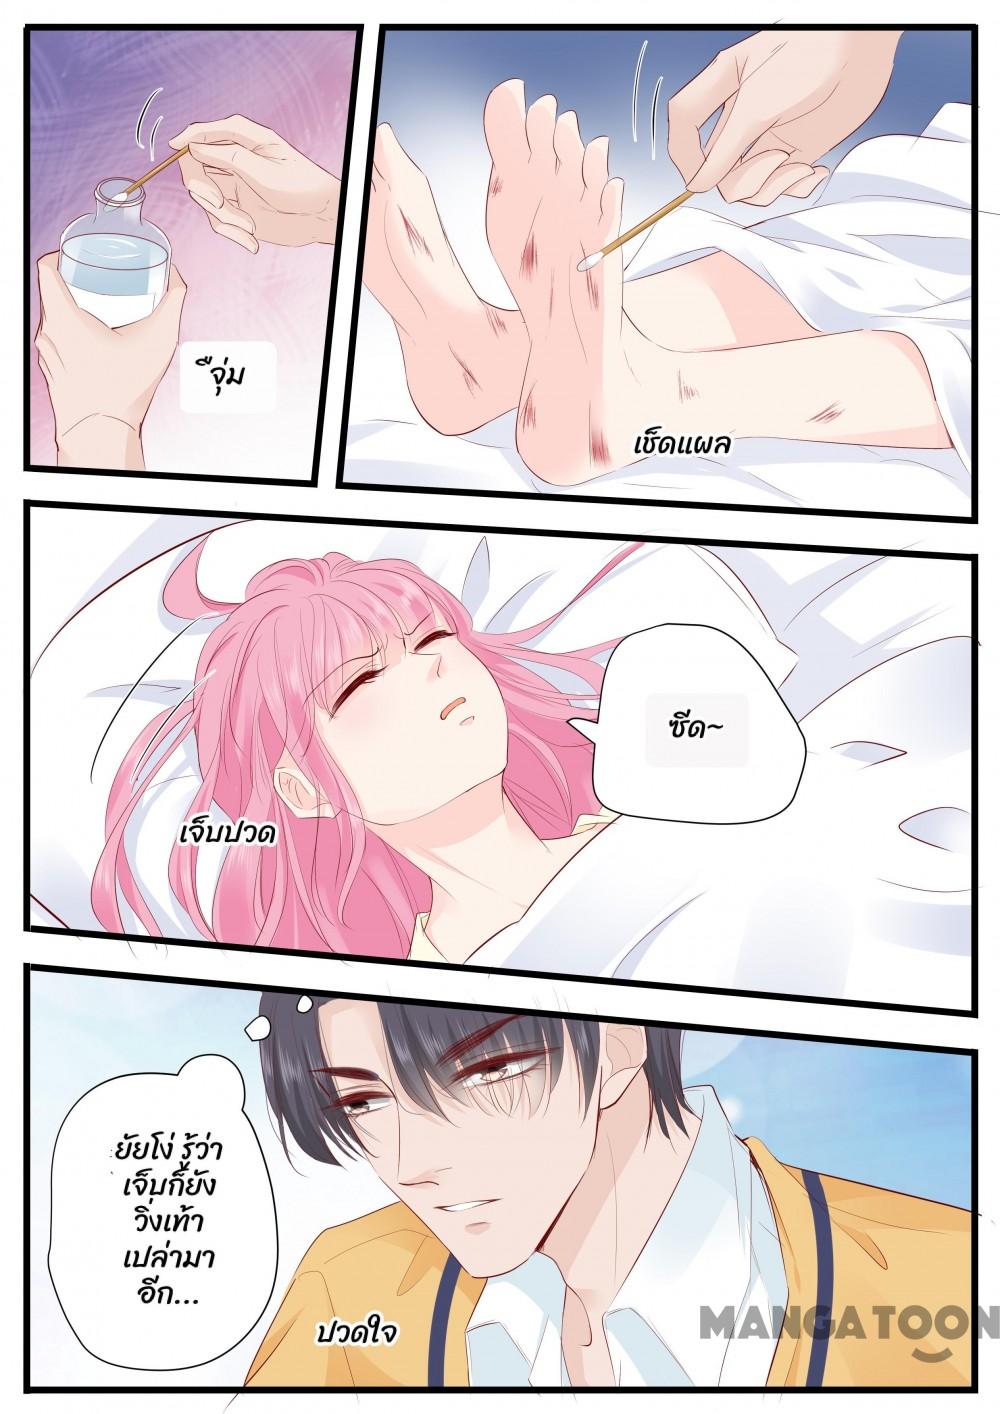 ืจุ่ม
เช็ดแผล
ซีด~
เจ็บปวด
ยัยโง่ รู้ว่า
เจ็บก็ยัง
วิ่งเท้า
เปล่ามา
อีก...
ปวดใจ
MANGATOON